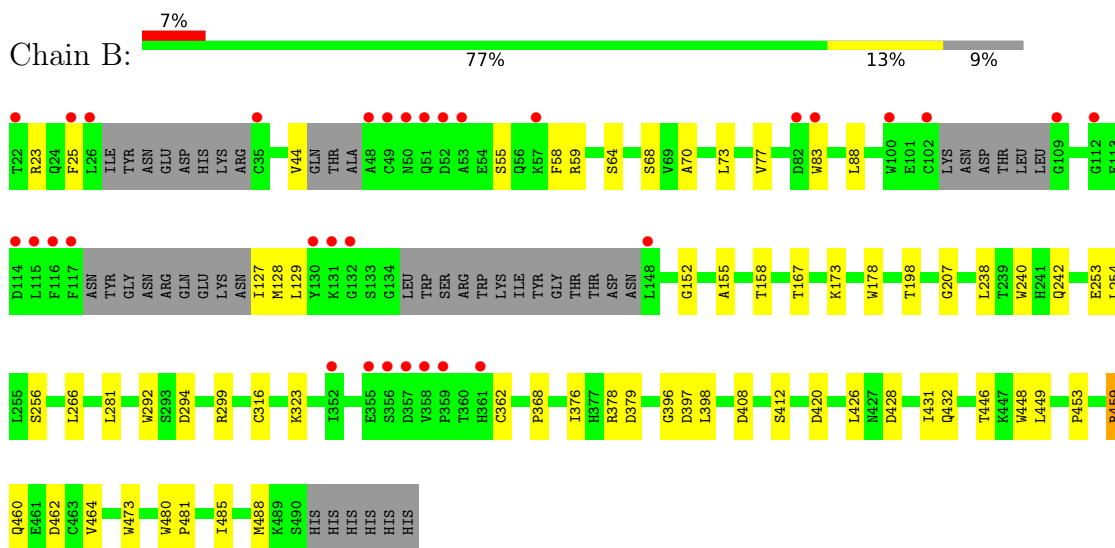 7%
Chain B:
77% 13% 9%
T22 R23 Q24 F25 L26 ILE TYR ASN GLU ASP HIS LYS ARG C35 V44 GLN THR ALA A48 C49 N50 Q51 D52 A53 E54 S55 Q56 K57 F58 R59 S64 S68 V69 A70 L73 V77 D82 W83 L88 W100 E101 C102 LYS ASN ASP THR LEU LEU G109 G112
D114 L115 F116 F117 ASN TYR GLY ASN ARG GLN GLU LYS ASN I127 M128 L129 Y130 K131 G132 S133 G134 LEU TRP SER ARG TRP LYS ILE TYR GLY THR THR ASP ASN L148 G152 A155 T158 T167 K173 W178 T198 G207 L238 T239 W240 H241 Q242 E253 L254
L255 S256 L266 L281 W292 S293 D294 R299 C316 K323 I352 E355 S356 D357 V358 P359 T360 H361 C362 P368 I376 H377 R378 D379 G396 D397 L398 D408 S412 D420 L426 N427 D428 I431 Q432 T446 K447 W448 L449 P453
Q460 E461 D462 C463 V464 W473 W480 P481 I485 M488 K489 S490 HIS HIS HIS HIS HIS HIS